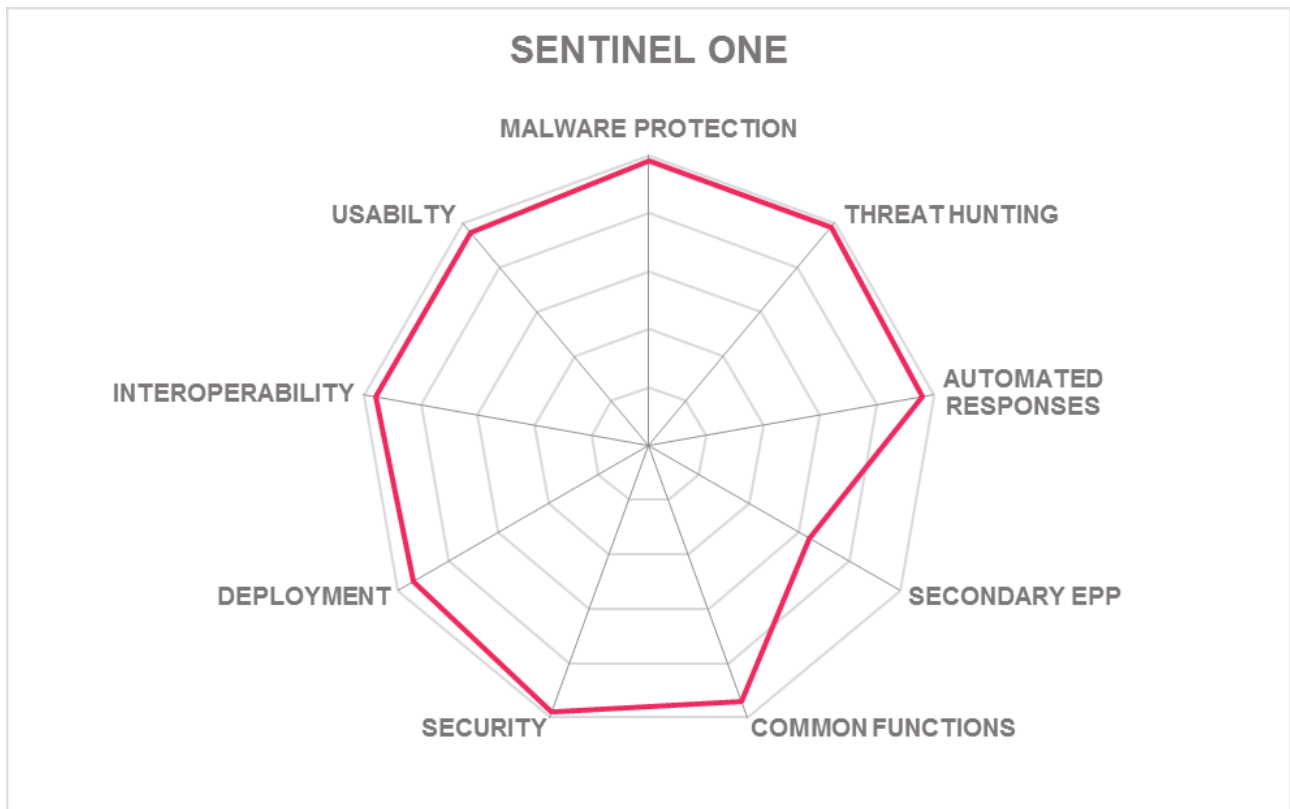 SENTINEL ONE
MALWARE PROTECTION
THREAT HUNTING
AUTOMATED
RESPONSES
SECONDARY EPP
COMMON FUNCTIONS
SECURITY
DEPLOYMENT
INTEROPERABILITY
USABILTY